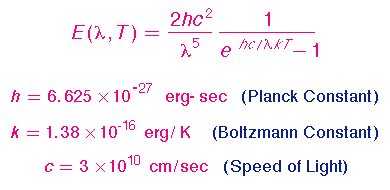 E(λ,T) = 2hc² / λ⁵ 1 / e^hc/λkT − 1
h = 6.625 ×10⁻²⁷ erg-sec (Planck Constant)
k = 1.38 ×10⁻¹⁶ erg/K (Boltzmann Constant)
c = 3 ×10¹⁰ cm/sec (Speed of Light)